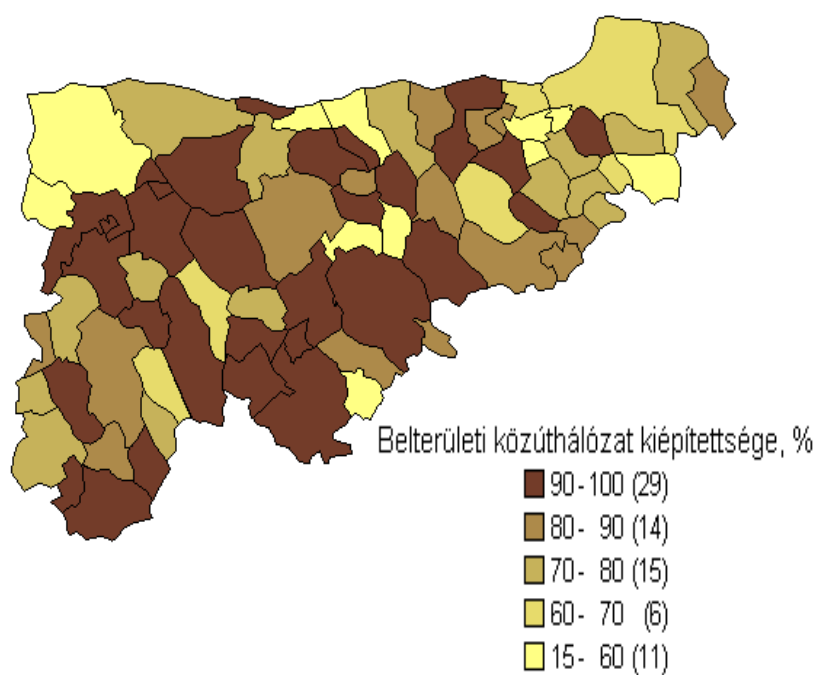 Belterületi közúthálózat kiépítettsége, %
90-100 (29)
80- 90 (14)
70- 80 (15)
60- 70 (6)
15- 60 (11)